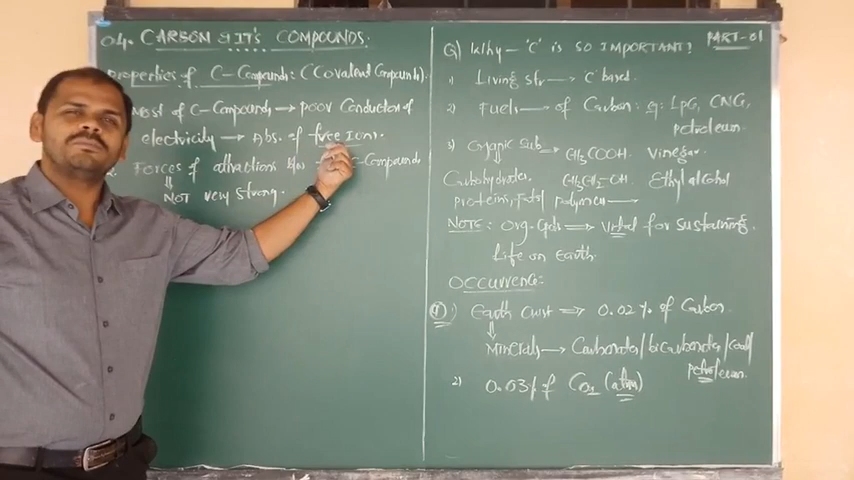 04. CARBON & IT'S COMPOUNDS.
properties of C-Compounds: (Covalent Compounds).
Most of C-Compounds → poor Conductor of
electricity → Abs. of free Ions.
Forces of attractions b/w C-Compounds
⇓
NOT very strong.
PART-01
Q) Why - 'C' is SO IMPORTANT?
1) Living str → C based.
2) Fuels → of Carbon: eg: LPG, CNG,
petroleum.
3) Organic Sub → CH3COOH Vinegar.
Carbohydrates, CH3CH2-OH Ethyl alcohol
proteins, Fats / polymers →
NOTE: Org. Cpds ⇒ Vital for sustaining
Life on Earth.
OCCURRENCE:
1) Earth Crust ⇒ 0.02% of Carbon.
⇓
Minerals → Carbonates/bicarbonates/coal/
petroleum.
2) 0.03% of CO2 (atm)